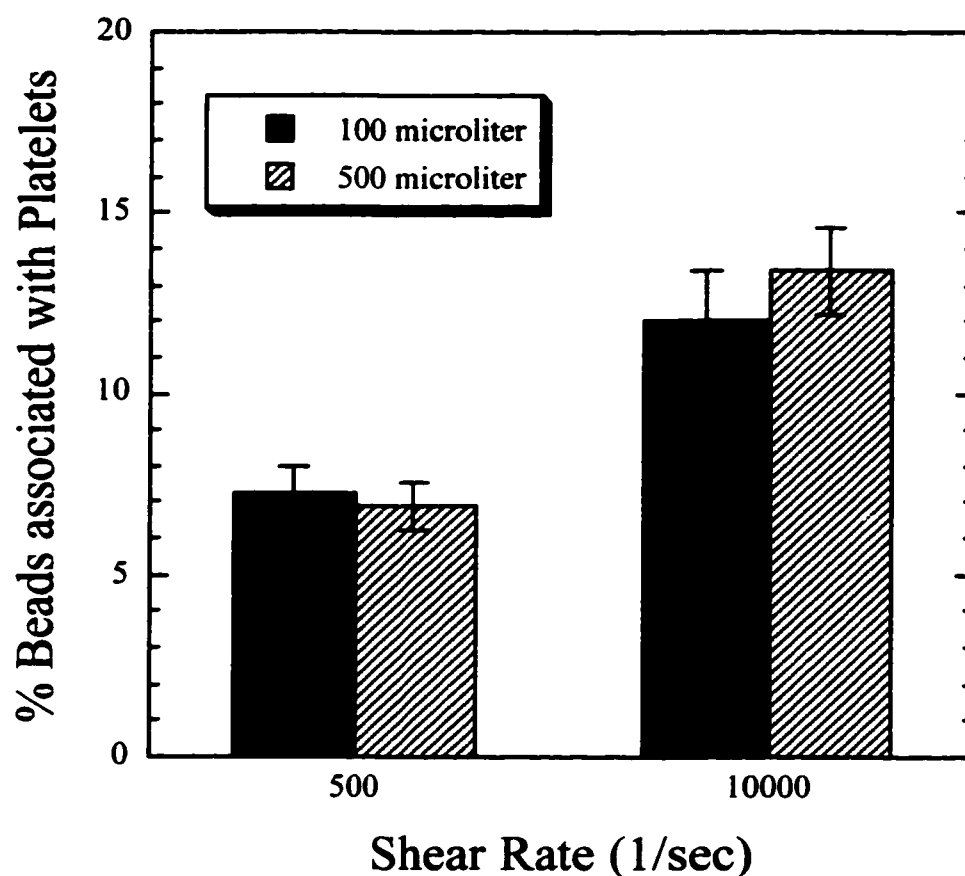 % Beads associated with Platelets
20
15
10
5
0
100 microliter
500 microliter
500
10000
Shear Rate (1/sec)